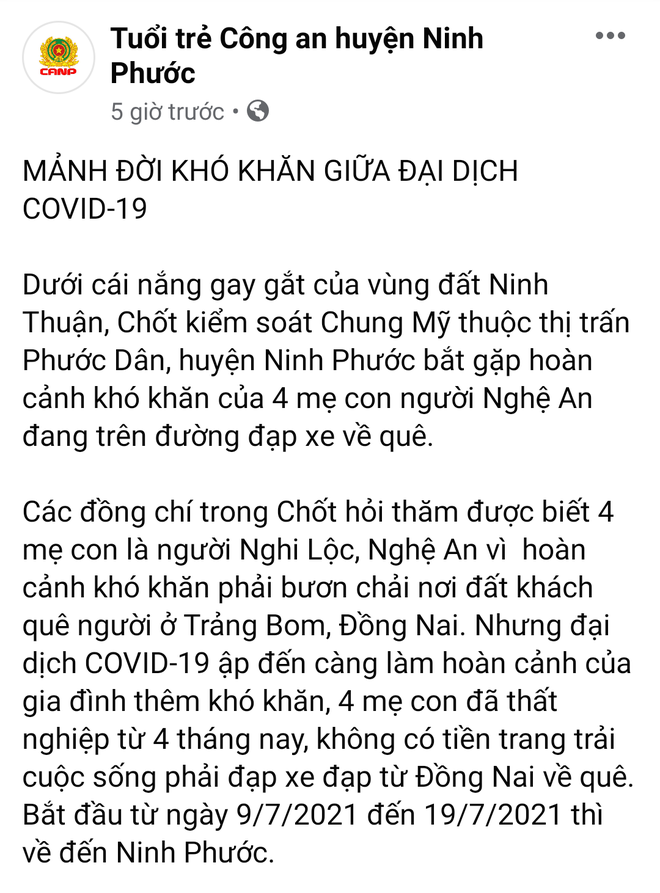 CANP
Tuổi trẻ Công an huyện Ninh
Phước
5 giờ trước •
MẢNH ĐỜI KHÓ KHĂN GIỮA ĐẠI DỊCH
COVID-19
Dưới cái nắng gay gắt của vùng đất Ninh
Thuận, Chốt kiểm soát Chung Mỹ thuộc thị trấn
Phước Dân, huyện Ninh Phước bắt gặp hoàn
cảnh khó khăn của 4 mẹ con người Nghệ An
đang trên đường đạp xe về quê.
Các đồng chí trong Chốt hỏi thăm được biết 4
mẹ con là người Nghi Lộc, Nghệ An vì  hoàn
cảnh khó khăn phải bươn chải nơi đất khách
quê người ở Trảng Bom, Đồng Nai. Nhưng đại
dịch COVID-19 ập đến càng làm hoàn cảnh của
gia đình thêm khó khăn, 4 mẹ con đã thất
nghiệp từ 4 tháng nay, không có tiền trang trải
cuộc sống phải đạp xe đạp từ Đồng Nai về quê.
Bắt đầu từ ngày 9/7/2021 đến 19/7/2021 thì
về đến Ninh Phước.